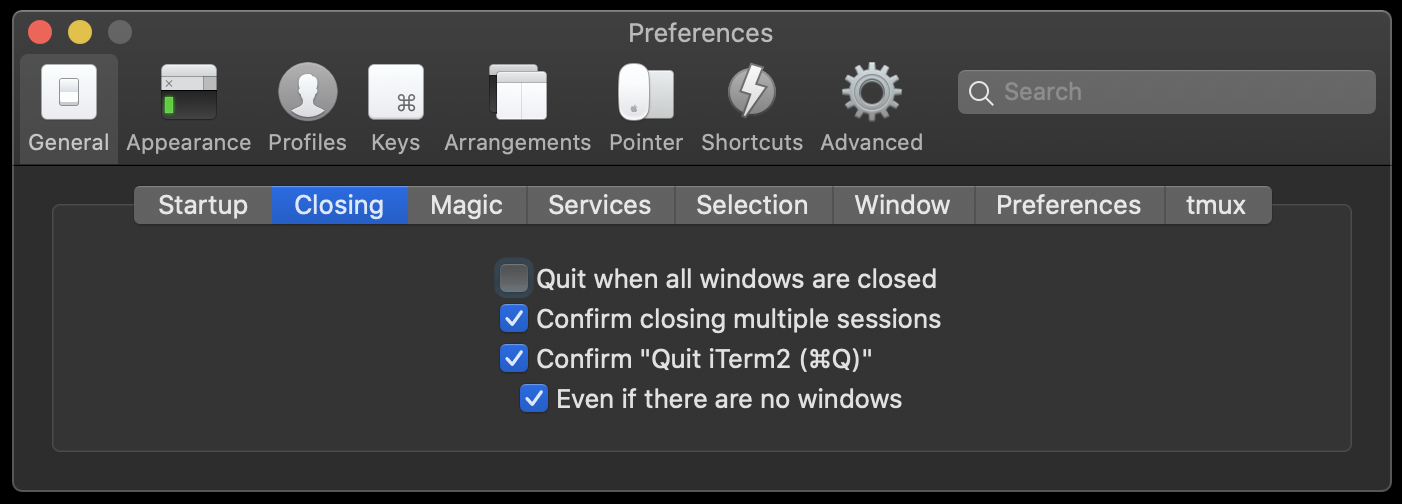 Preferences
General Appearance Profiles Keys Arrangements Pointer Shortcuts Advanced Search
Startup Closing Magic Services Selection Window Preferences tmux
Quit when all windows are closed
Confirm closing multiple sessions
Confirm "Quit iTerm2 (⌘Q)"
Even if there are no windows